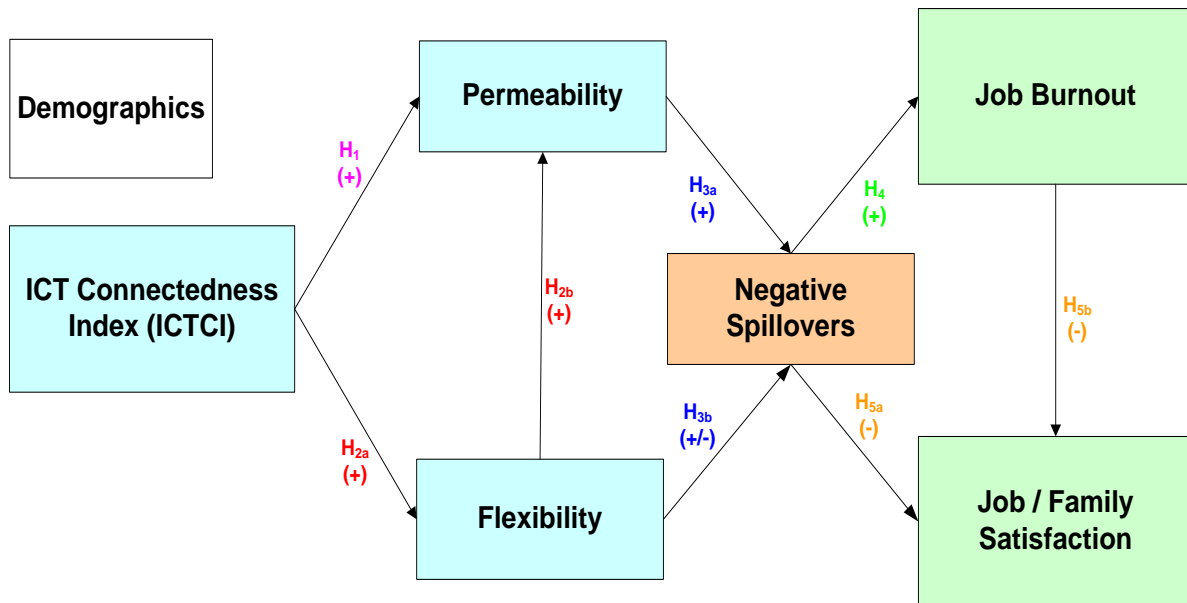 Demographics
Permeability
Job Burnout
H1
(+)
H3a
(+)
H4
(+)
ICT Connectedness
Index (ICTCI)
H2b
(+)
Negative
Spillovers
H5b
(-)
H2a
(+)
H3b
(+/-)
H5a
(-)
Flexibility
Job / Family
Satisfaction